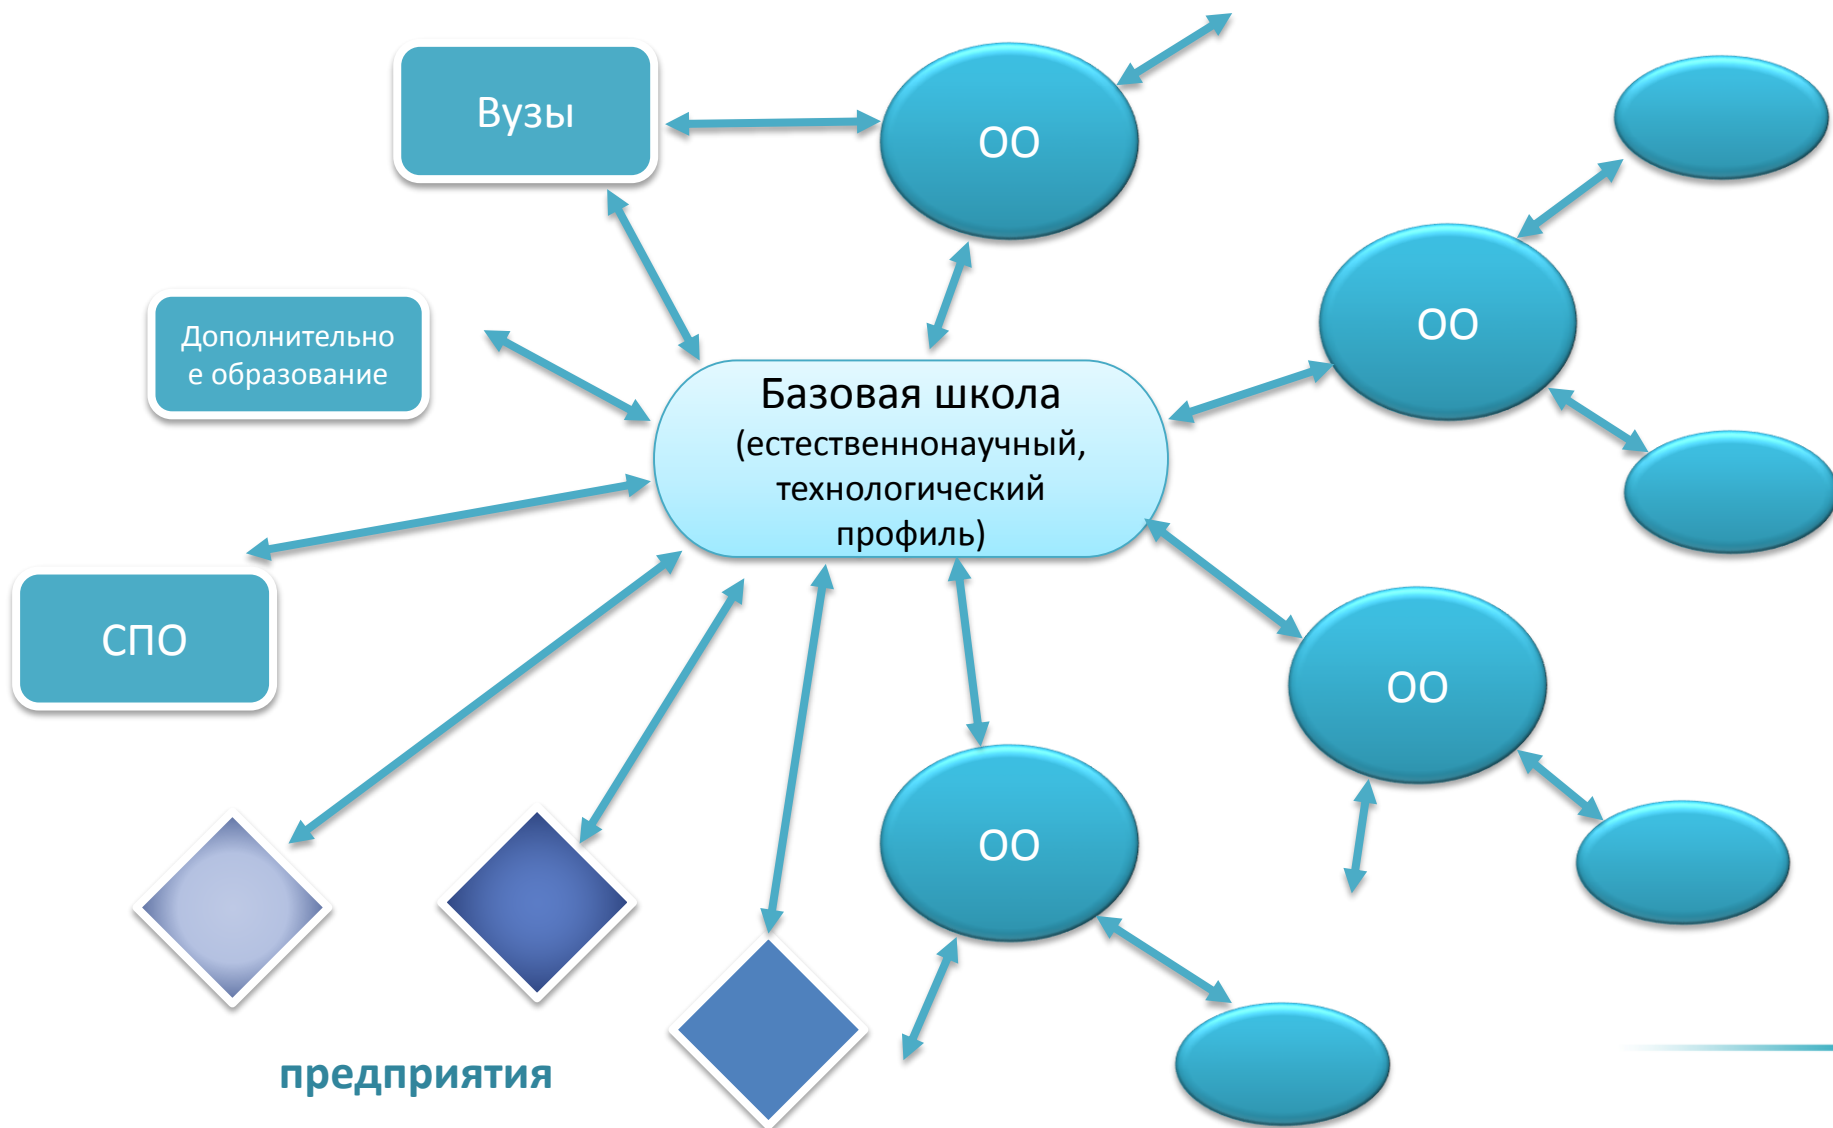 Вузы
ОО
ОО
Дополнительно
е образование
Базовая школа
(естественнонаучный,
технологический
профиль)
СПО
ОО
ОО
предприятия